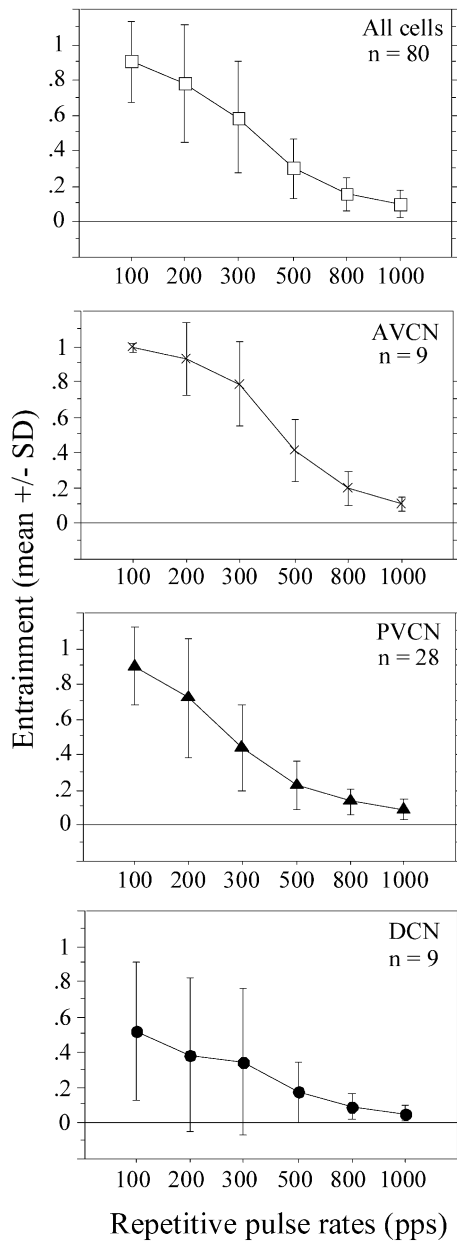 Entrainment (mean +/- SD)
All cells
n = 80
1
.8
.6
.4
.2
0
100 200 300 500 800 1000
AVCN
n = 9
1
.8
.6
.4
.2
0
100 200 300 500 800 1000
PVCN
n = 28
1
.8
.6
.4
.2
0
100 200 300 500 800 1000
DCN
n = 9
1
.8
.6
.4
.2
0
100 200 300 500 800 1000
Repetitive pulse rates (pps)